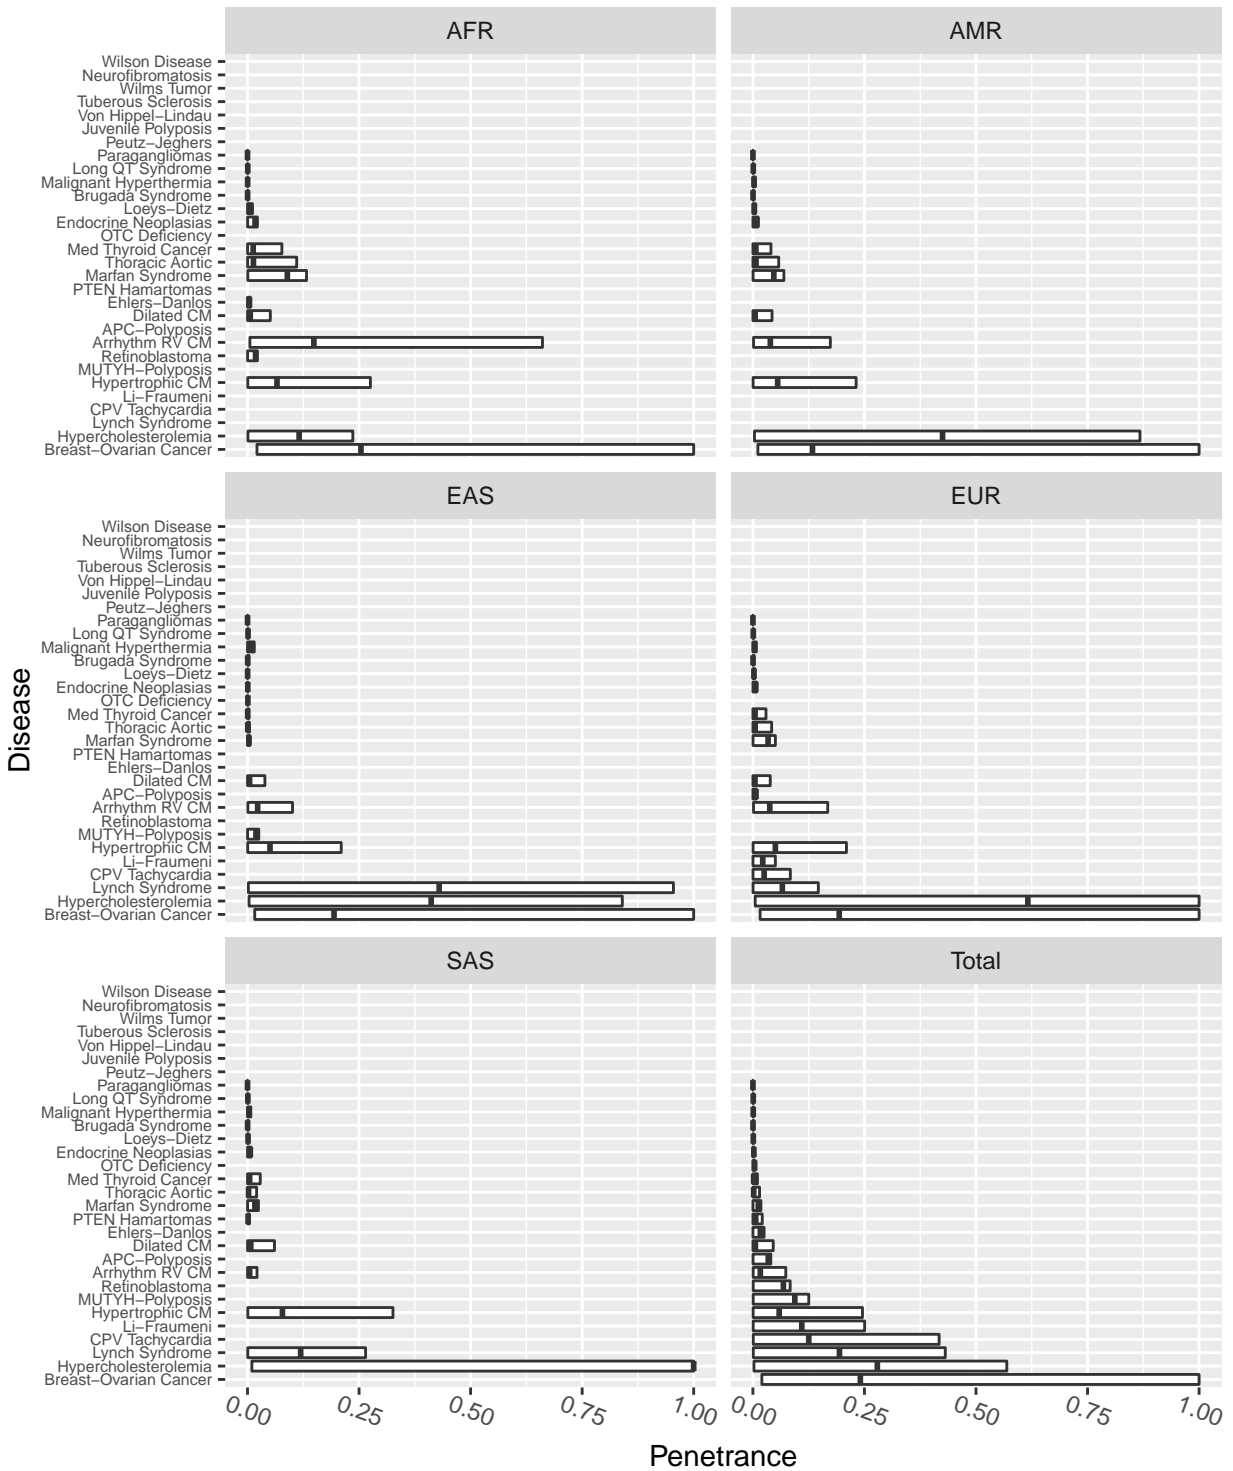 AFR
AMR
Wilson Disease
Neurofibromatosis
Wilms Tumor
Tuberous Sclerosis
Von Hippel−Lindau
Juvenile Polyposis
Peutz−Jeghers
Paragangliomas
Long QT Syndrome
Malignant Hyperthermia
Brugada Syndrome
Loeys−Dietz
Endocrine Neoplasias
OTC Deficiency
Med Thyroid Cancer
Thoracic Aortic
Marfan Syndrome
PTEN Hamartomas
Ehlers−Danlos
Dilated CM
APC−Polyposis
Arrhythm RV CM
Retinoblastoma
MUTYH−Polyposis
Hypertrophic CM
Li−Fraumeni
CPV Tachycardia
Lynch Syndrome
Hypercholesterolemia
Breast−Ovarian Cancer
EAS
EUR
Wilson Disease
Neurofibromatosis
Wilms Tumor
Tuberous Sclerosis
Von Hippel−Lindau
Juvenile Polyposis
Peutz−Jeghers
Paragangliomas
Long QT Syndrome
Malignant Hyperthermia
Brugada Syndrome
Loeys−Dietz
Endocrine Neoplasias
OTC Deficiency
Med Thyroid Cancer
Thoracic Aortic
Marfan Syndrome
PTEN Hamartomas
Ehlers−Danlos
Dilated CM
APC−Polyposis
Arrhythm RV CM
Retinoblastoma
MUTYH−Polyposis
Hypertrophic CM
Li−Fraumeni
CPV Tachycardia
Lynch Syndrome
Hypercholesterolemia
Breast−Ovarian Cancer
Disease
SAS
Total
Wilson Disease
Neurofibromatosis
Wilms Tumor
Tuberous Sclerosis
Von Hippel−Lindau
Juvenile Polyposis
Peutz−Jeghers
Paragangliomas
Long QT Syndrome
Malignant Hyperthermia
Brugada Syndrome
Loeys−Dietz
Endocrine Neoplasias
OTC Deficiency
Med Thyroid Cancer
Thoracic Aortic
Marfan Syndrome
PTEN Hamartomas
Ehlers−Danlos
Dilated CM
APC−Polyposis
Arrhythm RV CM
Retinoblastoma
MUTYH−Polyposis
Hypertrophic CM
Li−Fraumeni
CPV Tachycardia
Lynch Syndrome
Hypercholesterolemia
Breast−Ovarian Cancer
0.00 0.25 0.50 0.75 1.00
0.00 0.25 0.50 0.75 1.00
Penetrance